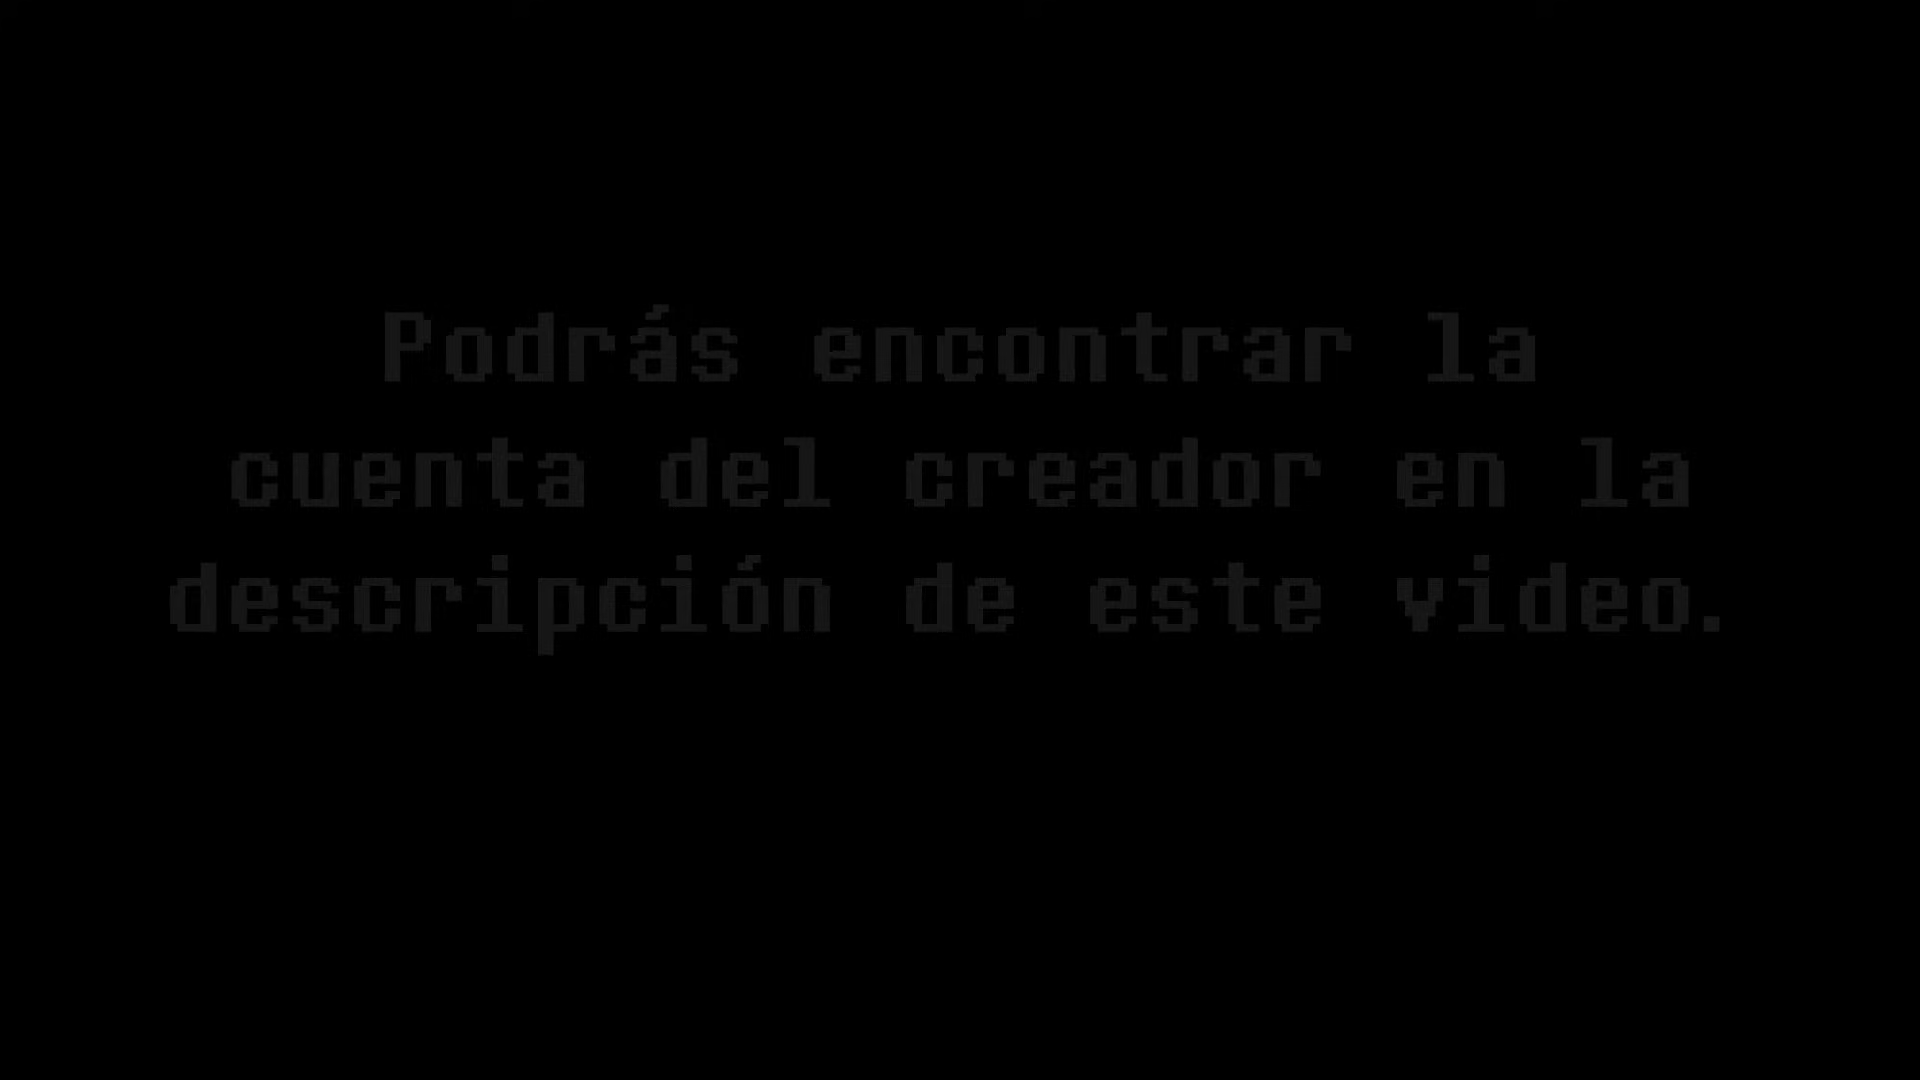 Podrás encontrar la
cuenta del creador en la
descripción de este video.